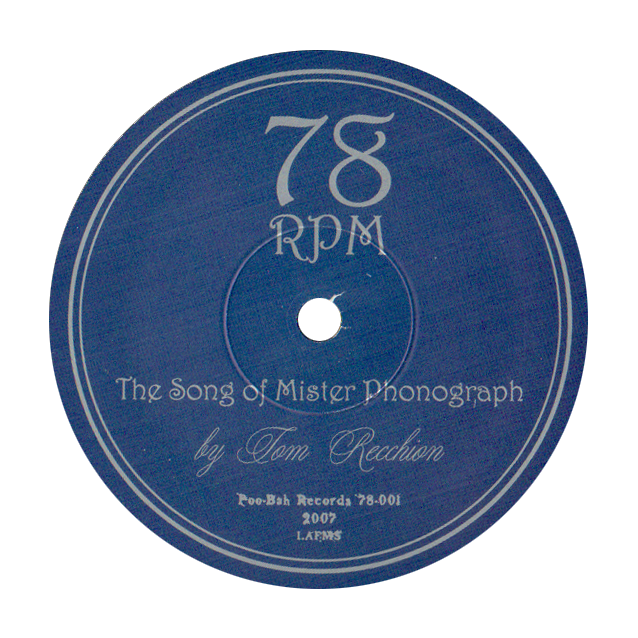 78
RPM
The Song of Mister Phonograph
by Tom Recchion
Poo-Bah Records 78-001
2007
LAFMS